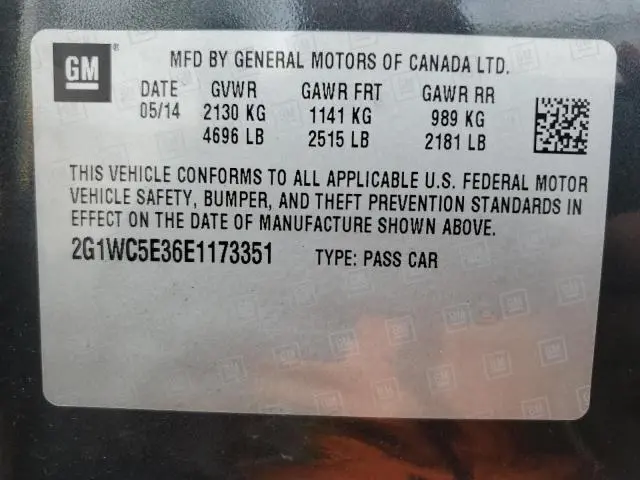 GM ®
MFD BY GENERAL MOTORS OF CANADA LTD.
DATE GVWR GAWR FRT GAWR RR
05/14 2130 KG 1141 KG 989 KG
4696 LB 2515 LB 2181 LB
THIS VEHICLE CONFORMS TO ALL APPLICABLE U.S. FEDERAL MOTOR
VEHICLE SAFETY, BUMPER, AND THEFT PREVENTION STANDARDS IN
EFFECT ON THE DATE OF MANUFACTURE SHOWN ABOVE.
2G1WC5E36E1173351 TYPE: PASS CAR